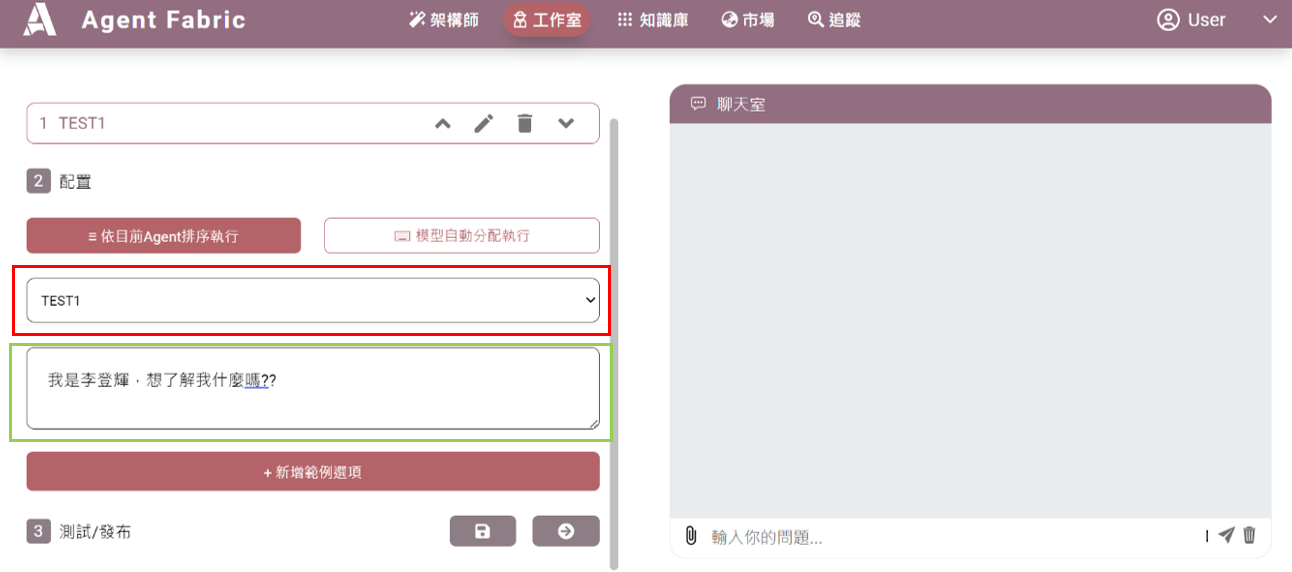 Agent Fabric
架構師
工作室
知識庫
市場
追蹤
User
1 TEST1
2 配置
≡ 依目前Agent排序執行
模型自動分配執行
TEST1
我是李登輝，想了解我什麼嗎??
+ 新增範例選項
3 測試/發布
聊天室
輸入你的問題...